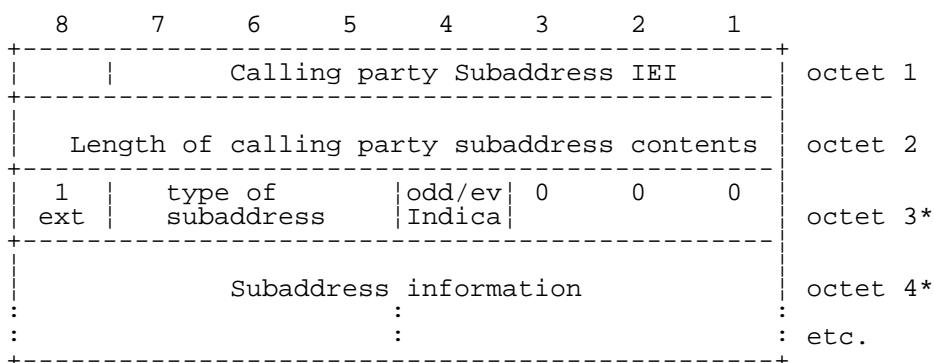 8 7 6 5 4 3 2 1
Calling party Subaddress IEI octet 1
Length of calling party subaddress contents octet 2
1 type of odd/ev 0 0 0
ext subaddress Indica octet 3*
Subaddress information octet 4*
: : :
: : : etc.